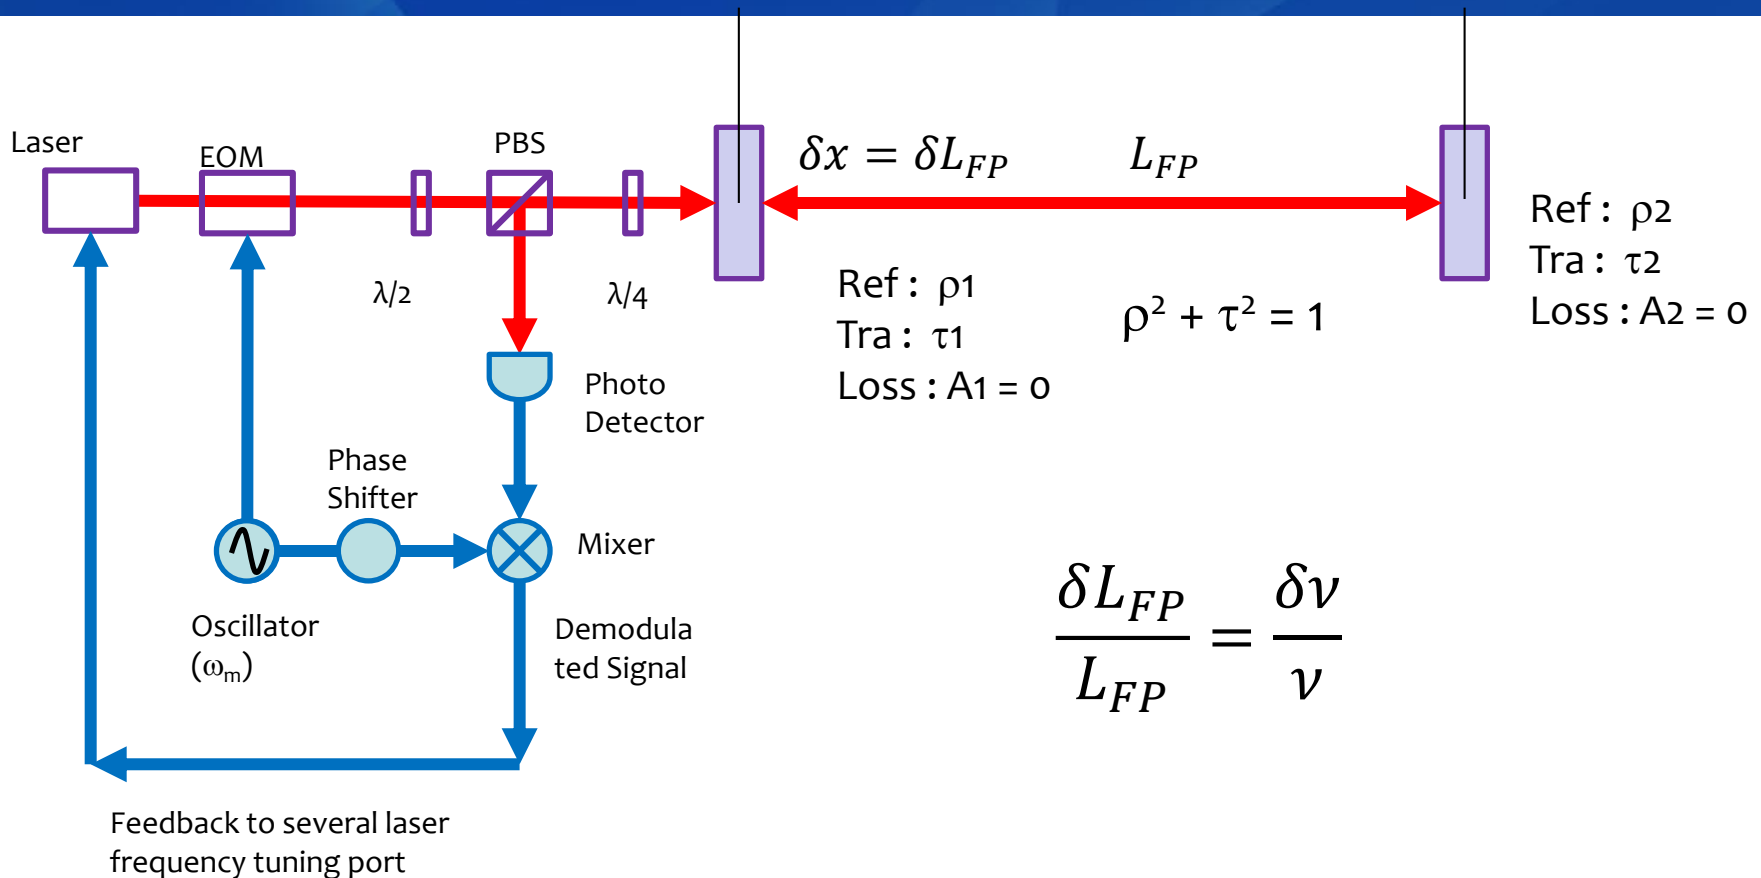 Laser
EOM
PBS
δx = δL_FP
L_FP
λ/2
λ/4
Ref : ρ1
Tra : τ1
Loss : A1 = 0
ρ² + τ² = 1
Ref : ρ2
Tra : τ2
Loss : A2 = 0
Photo
Detector
Phase
Shifter
Mixer
Oscillator
(ω_m)
Demodula
ted Signal
δL_FP / L_FP = δν / ν
Feedback to several laser
frequency tuning port